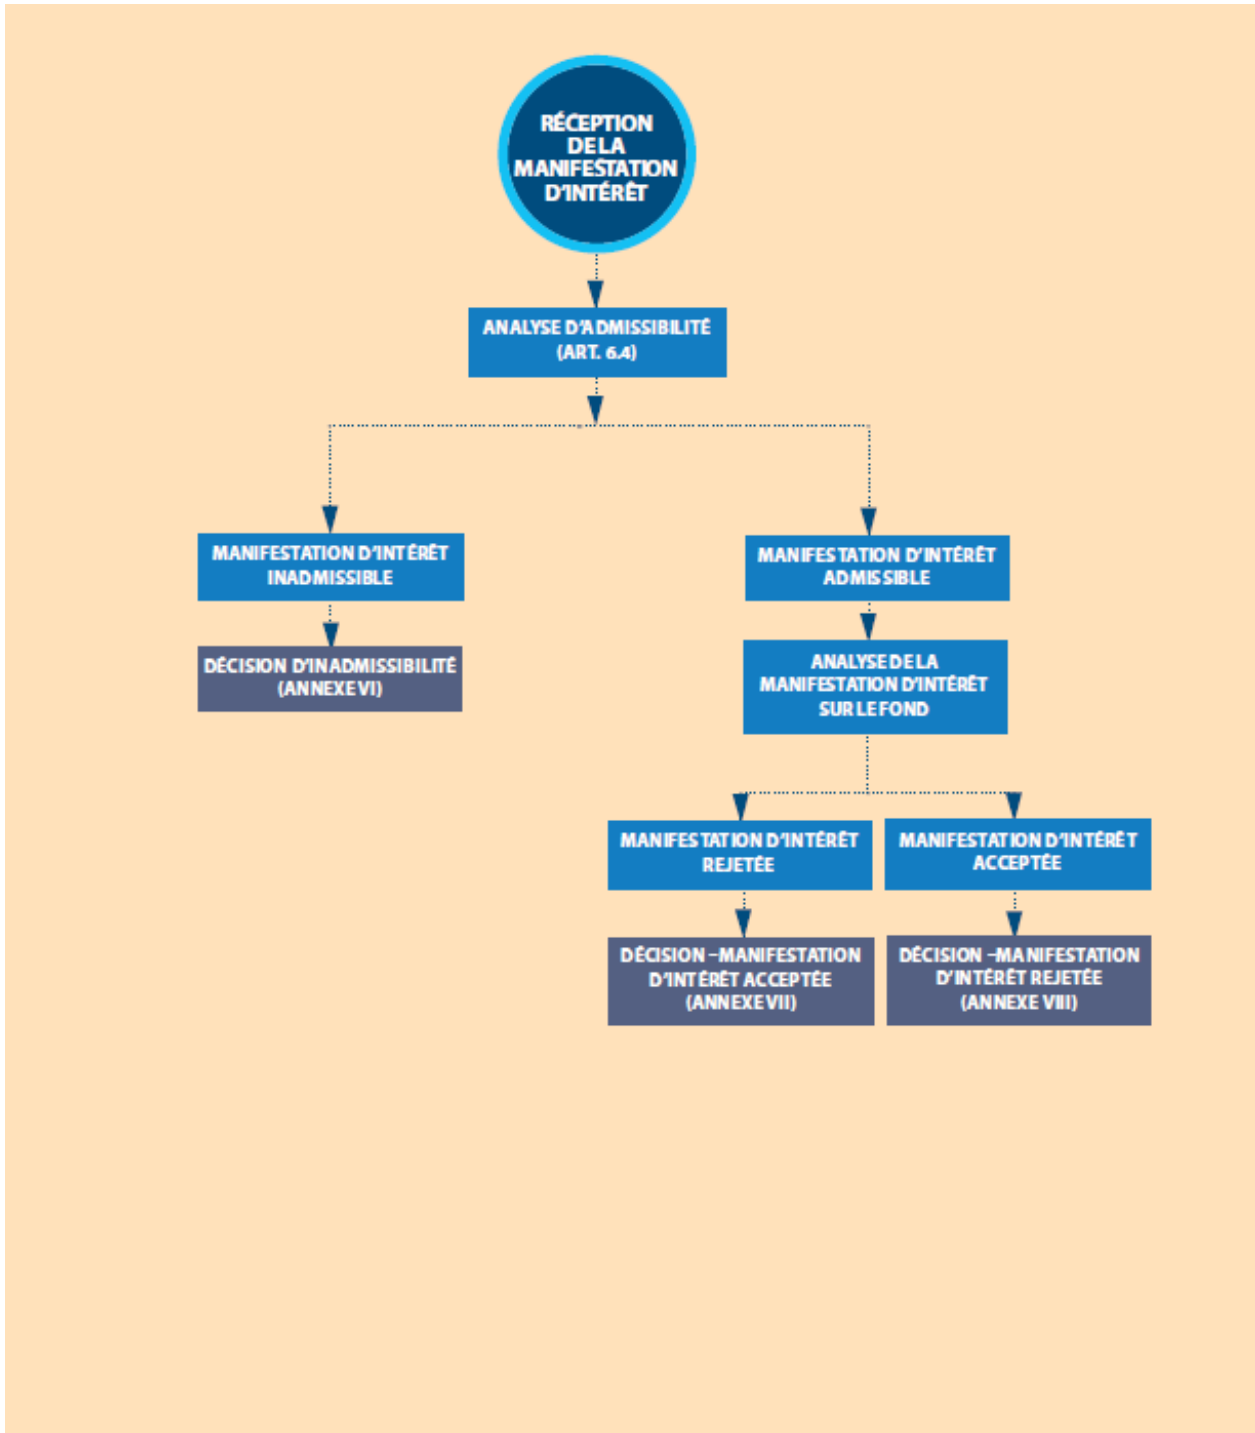 RÉCEPTION
DE LA
MANIFESTATION
D'INTÉRÊT
ANALYSE D'ADMISSIBILITÉ
(ART. 6.4)
MANIFESTATION D'INTÉRÊT
INADMISSIBLE
MANIFESTATION D'INTÉRÊT
ADMISSIBLE
DÉCISION D'INADMISSIBILITÉ
(ANNEXE VI)
ANALYSE DE LA
MANIFESTATION D'INTÉRÊT
SUR LE FOND
MANIFESTATION D'INTÉRÊT
REJETÉE
MANIFESTATION D'INTÉRÊT
ACCEPTÉE
DÉCISION –MANIFESTATION
D'INTÉRÊT ACCEPTÉE
(ANNEXE VII)
DÉCISION –MANIFESTATION
D'INTÉRÊT REJETÉE
(ANNEXE VIII)